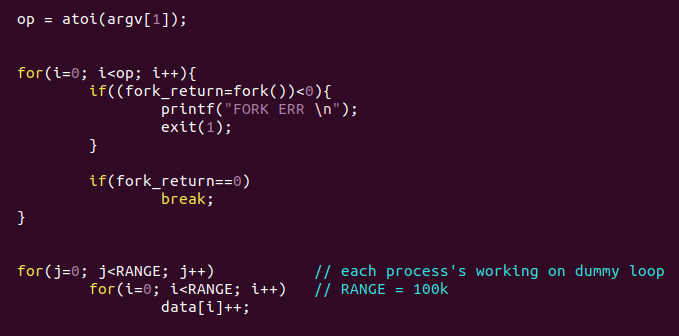 op = atoi(argv[1]);
for(i=0; i<op; i++){
if((fork_return=fork())<0){
printf("FORK ERR \n");
exit(1);
}
if(fork_return==0)
break;
}
for(j=0; j<RANGE; j++) // each process's working on dummy loop
for(i=0; i<RANGE; i++) // RANGE = 100k
data[i]++;